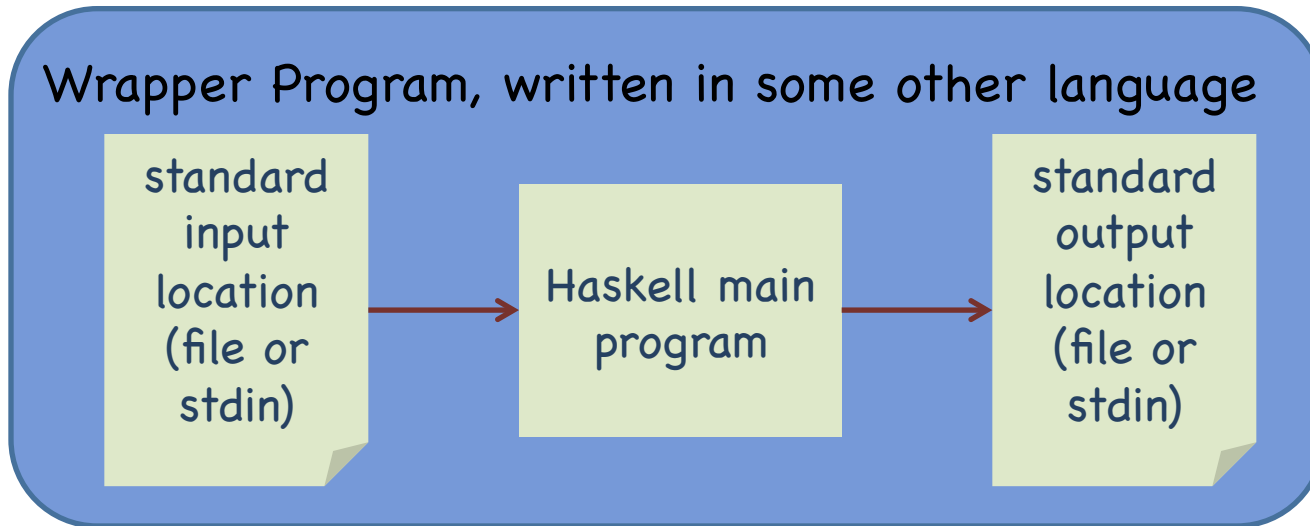 Wrapper Program, written in some other language
standard
input
location
(file or
stdin)
Haskell main
program
standard
output
location
(file or
stdin)